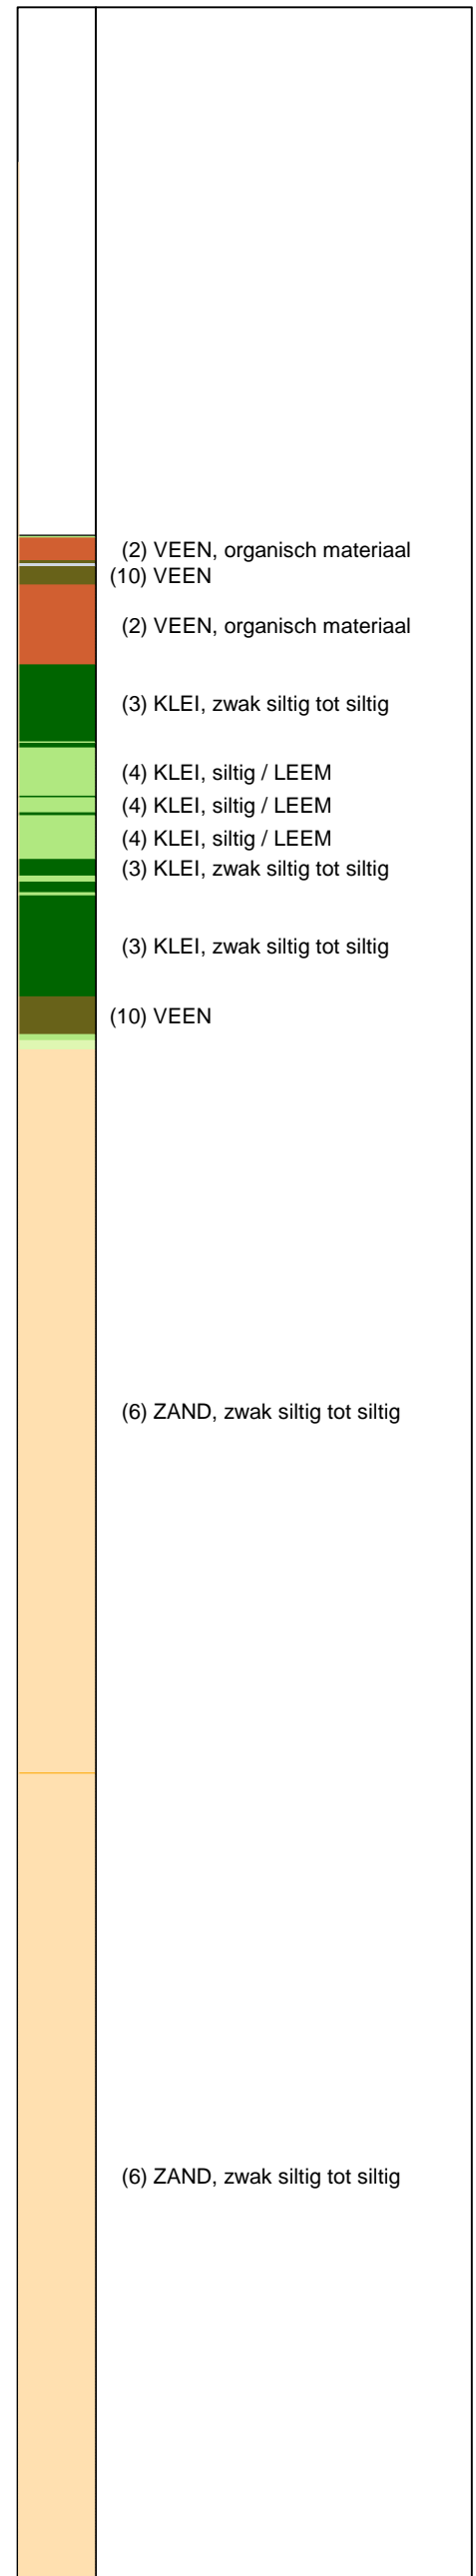 (2) VEEN, organisch materiaal
(10) VEEN
(2) VEEN, organisch materiaal
(3) KLEI, zwak siltig tot siltig
(4) KLEI, siltig / LEEM
(4) KLEI, siltig / LEEM
(4) KLEI, siltig / LEEM
(3) KLEI, zwak siltig tot siltig
(3) KLEI, zwak siltig tot siltig
(10) VEEN
(6) ZAND, zwak siltig tot siltig
(6) ZAND, zwak siltig tot siltig